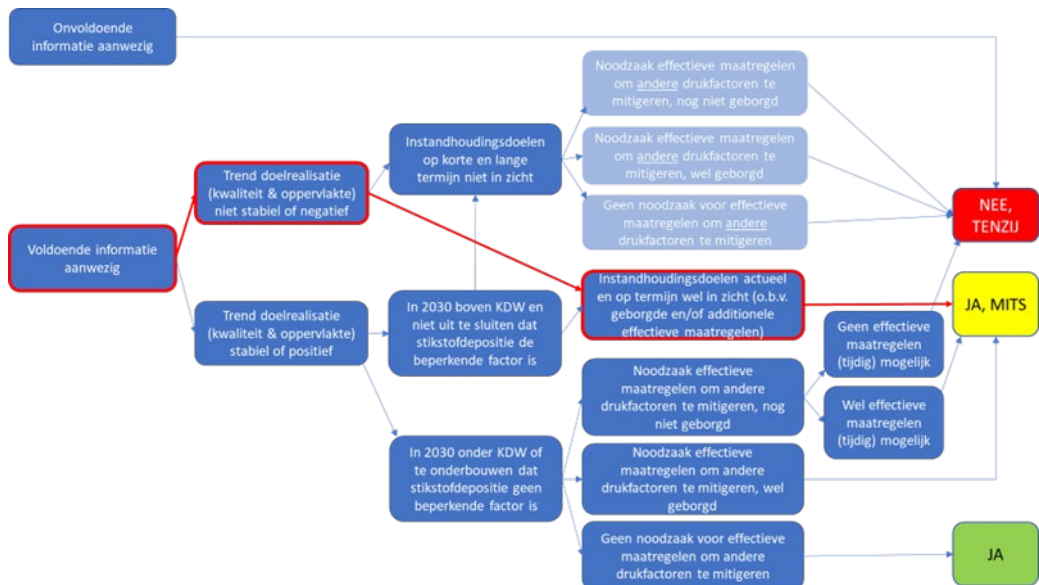 Onvoldoende
informatie aanwezig
Voldoende informatie
aanwezig
Trend doelrealisatie
(kwaliteit & oppervlakte)
niet stabiel of negatief
Trend doelrealisatie
(kwaliteit & oppervlakte)
stabiel of positief
Instandhoudingsdoelen
op korte en lange
termijn niet in zicht
In 2030 boven KDW en
niet uit te sluiten dat
stikstofdepositie de
beperkende factor is
In 2030 onder KDW of
te onderbouwen dat
stikstofdepositie geen
beperkende factor is
Noodzaak effectieve maatregelen
om andere drukfactoren te
mitigeren, nog niet geborgd
Noodzaak effectieve maatregelen
om andere drukfactoren te
mitigeren, wel geborgd
Geen noodzaak voor effectieve
maatregelen om andere
drukfactoren te mitigeren
Instandhoudingsdoelen actueel
en op termijn wel in zicht (o.b.v.
geborgde en/of additionele
effectieve maatregelen)
Noodzaak effectieve
maatregelen om andere
drukfactoren te mitigeren, nog
niet geborgd
Noodzaak effectieve
maatregelen om andere
drukfactoren te mitigeren, wel
geborgd
Geen noodzaak voor effectieve
maatregelen om andere
drukfactoren te mitigeren
Geen effectieve
maatregelen
(tijdig) mogelijk
Wel effectieve
maatregelen
(tijdig) mogelijk
NEE,
TENZIJ
JA, MITS
JA